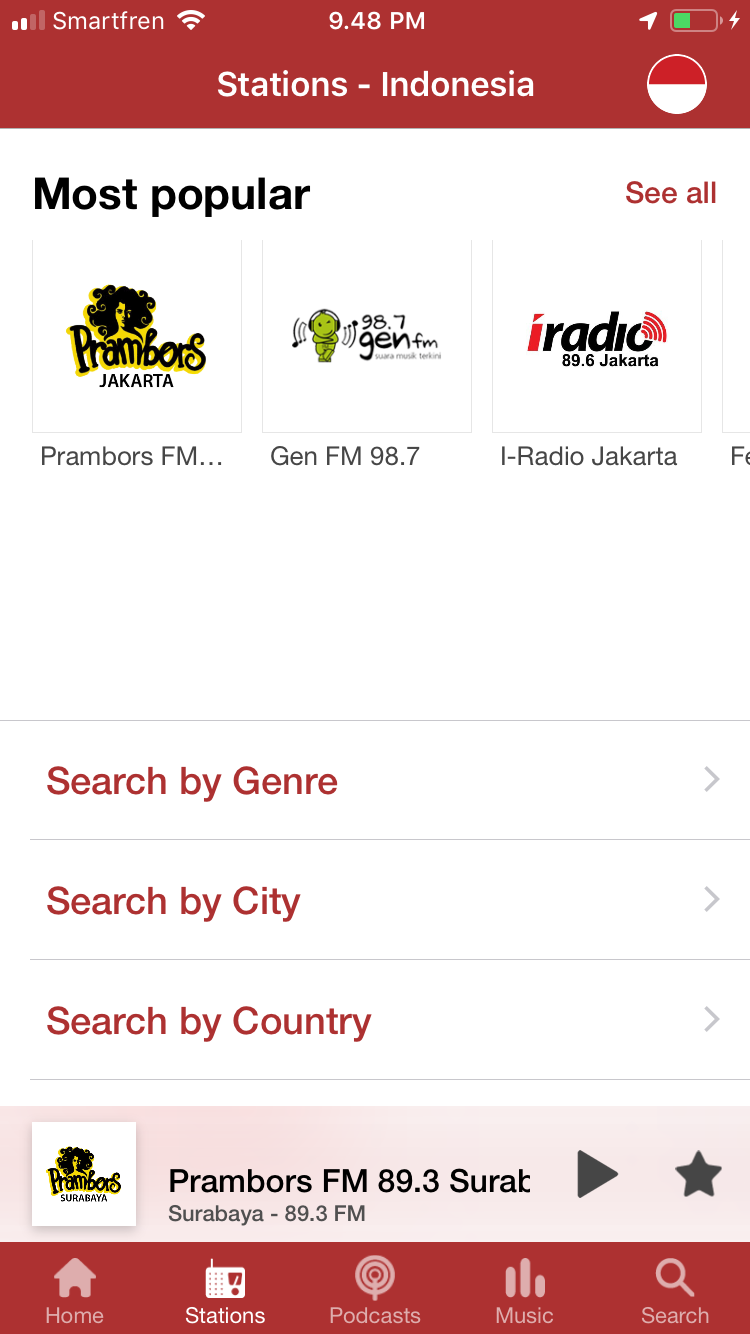 Smartfren
9.48 PM
Stations - Indonesia
Most popular
See all
Prambors
JAKARTA
98.7
genfm
suara musik terkini
iradio
89.6 Jakarta
Prambors FM...
Gen FM 98.7
I-Radio Jakarta
Fe
Search by Genre
Search by City
Search by Country
Prambors
SURABAYA
Prambors FM 89.3 Surab
Surabaya - 89.3 FM
Home
Stations
Podcasts
Music
Search